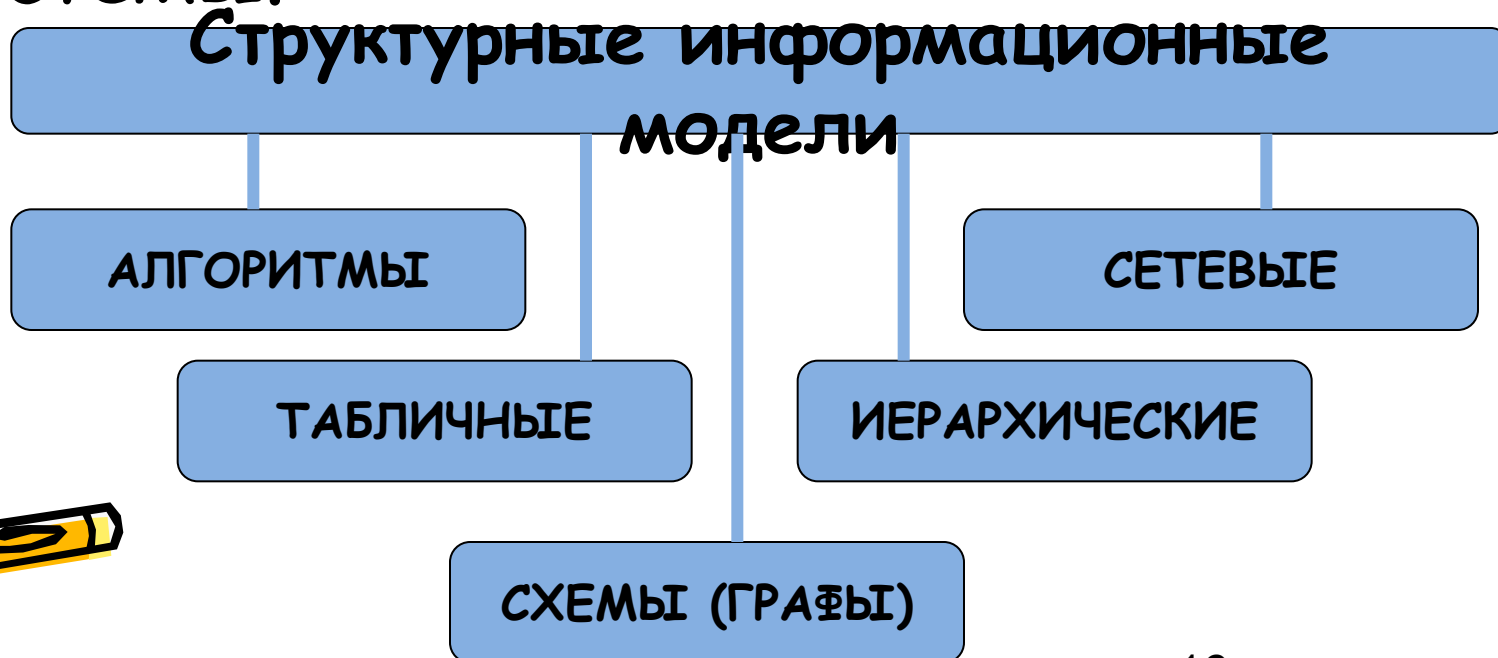 Структурные информационные
модели
АЛГОРИТМЫ
СЕТЕВЫЕ
ТАБЛИЧНЫЕ
ИЕРАРХИЧЕСКИЕ
СХЕМЫ (ГРАФЫ)